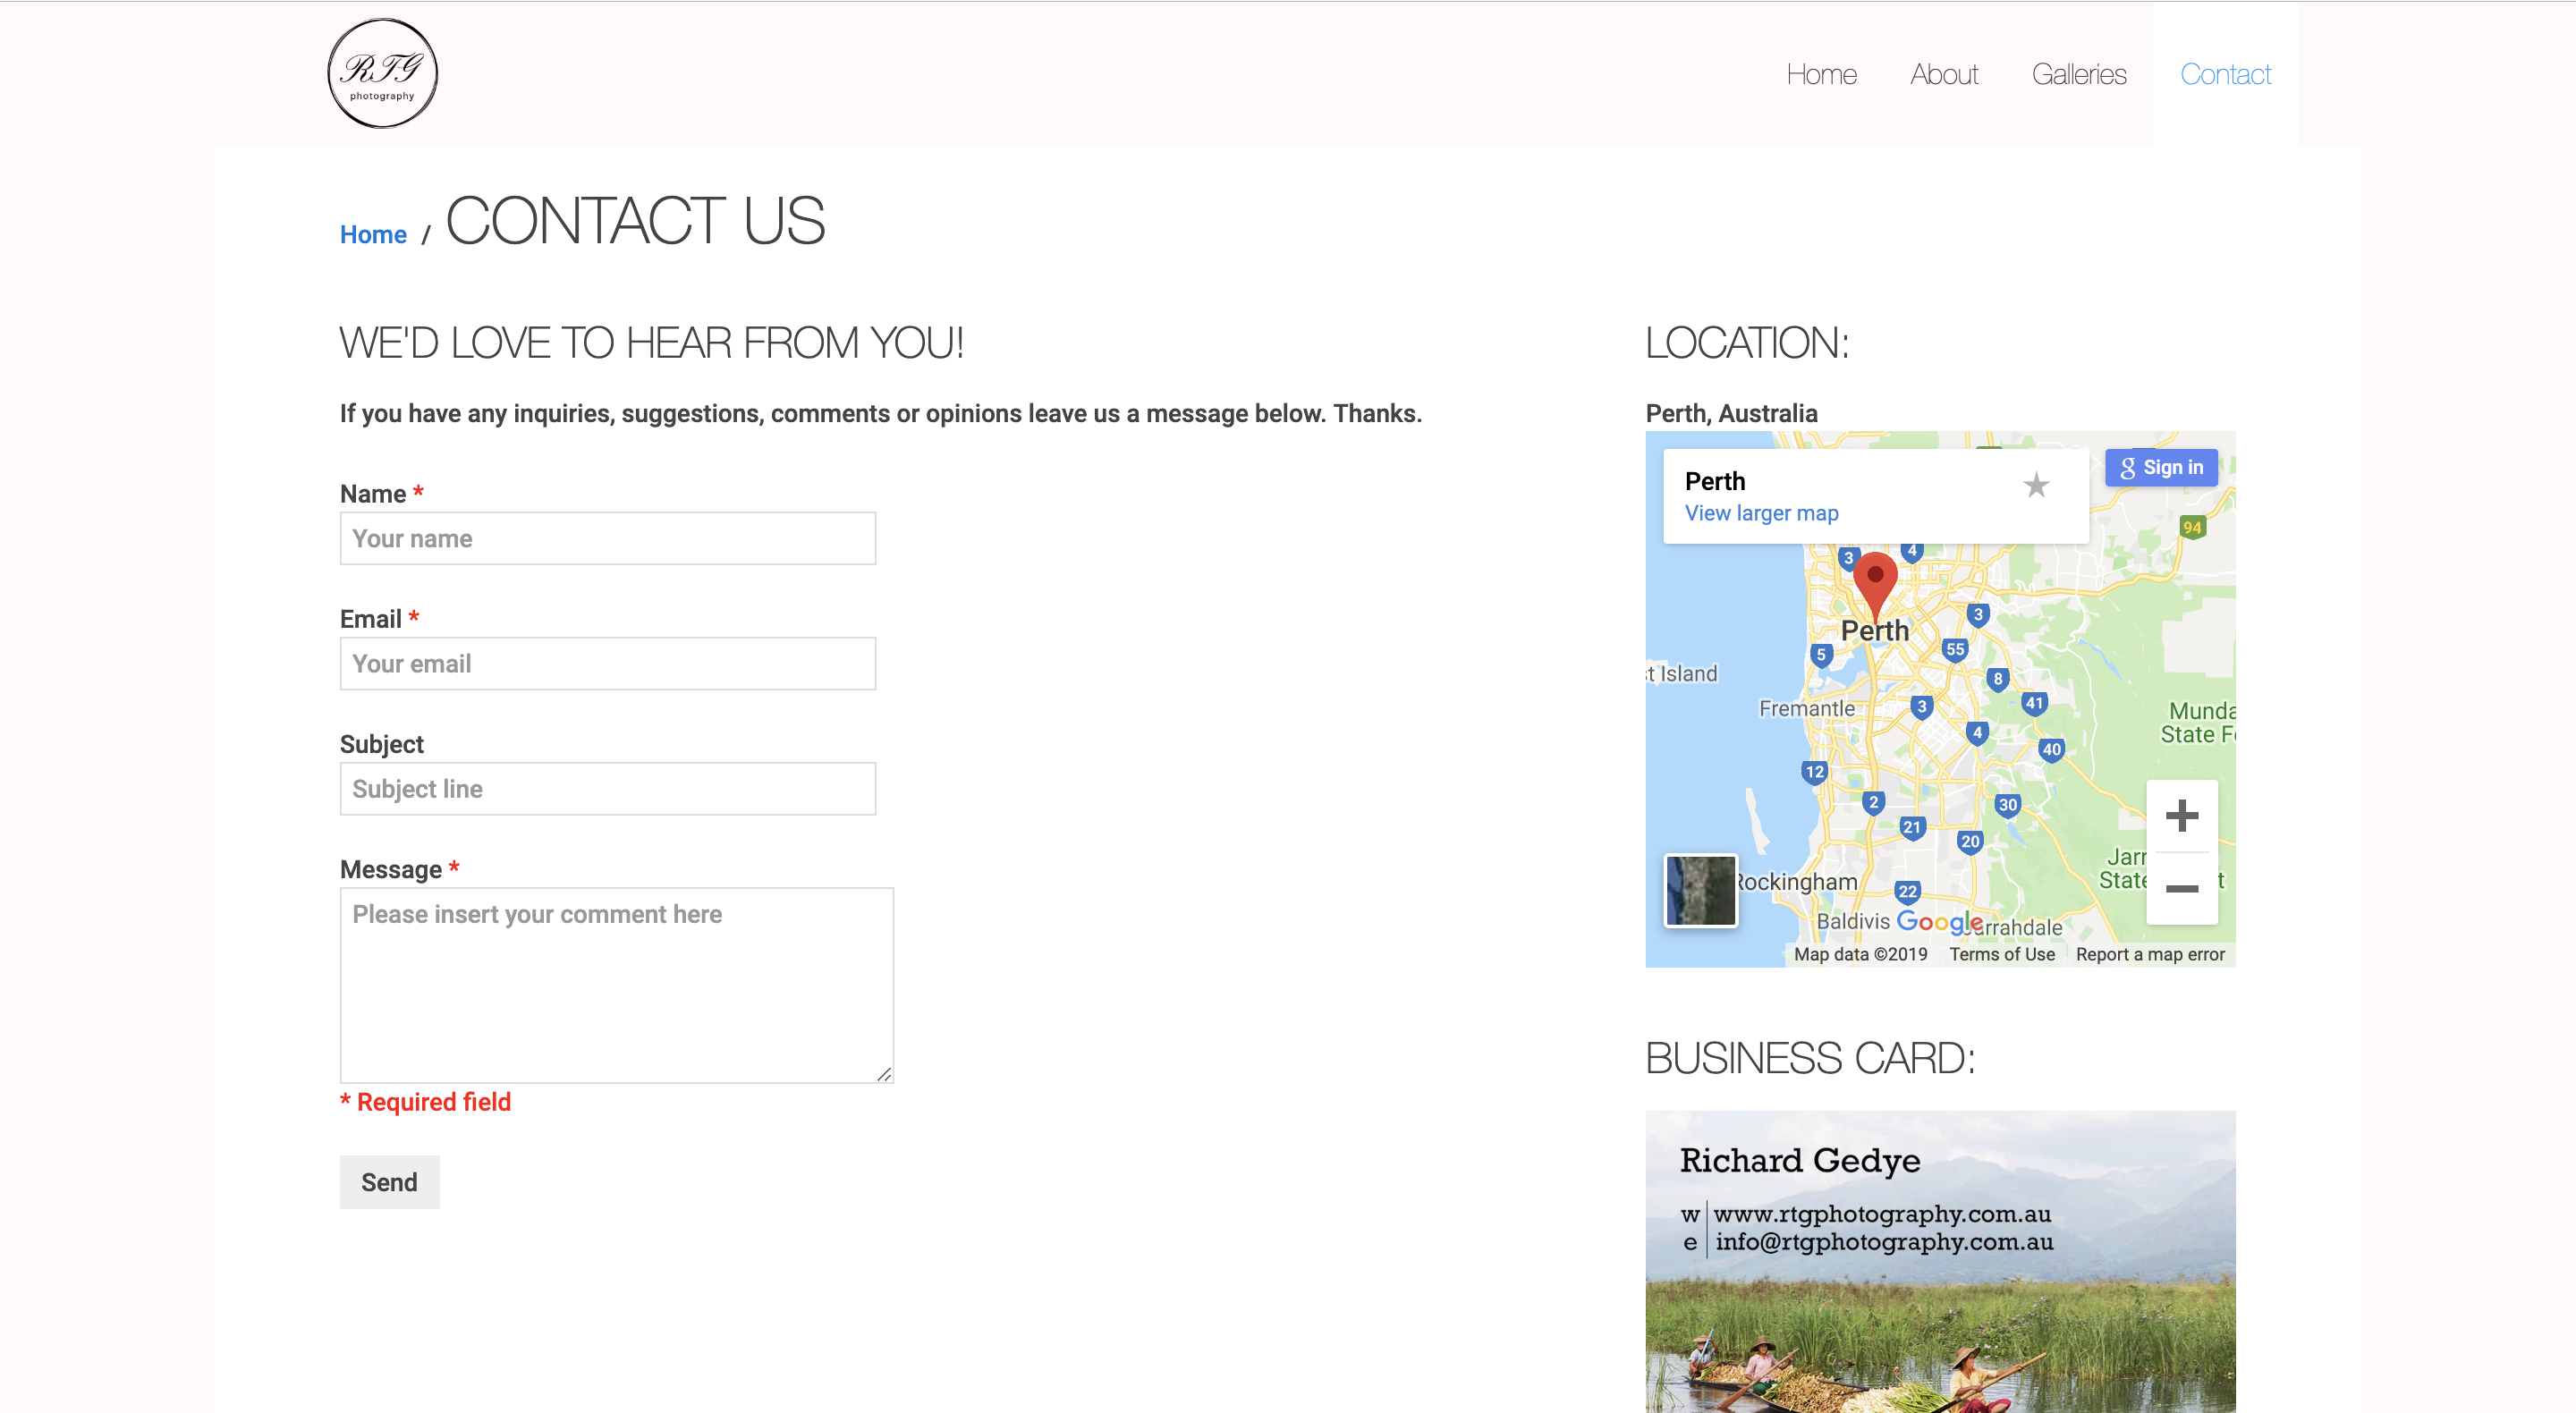 RTG
photography
Home
About
Galleries
Contact
Home / CONTACT US
WE'D LOVE TO HEAR FROM YOU!
If you have any inquiries, suggestions, comments or opinions leave us a message below. Thanks.
Name *
Your name
Email *
Your email
Subject
Subject line
Message *
Please insert your comment here
* Required field
Send
LOCATION:
Perth, Australia
Perth
View larger map
Sign in
94
3
4
Perth
3
5
55
st Island
8
Fremantle
3
41
Munda
4
State Fo
40
12
2
30
21
20
Jarr
State
t
Rockingham
22
Baldivis
Google
Jarrahdale
Map data ©2019 Terms of Use Report a map error
BUSINESS CARD:
Richard Gedye
w www.rtgphotography.com.au
e info@rtgphotography.com.au